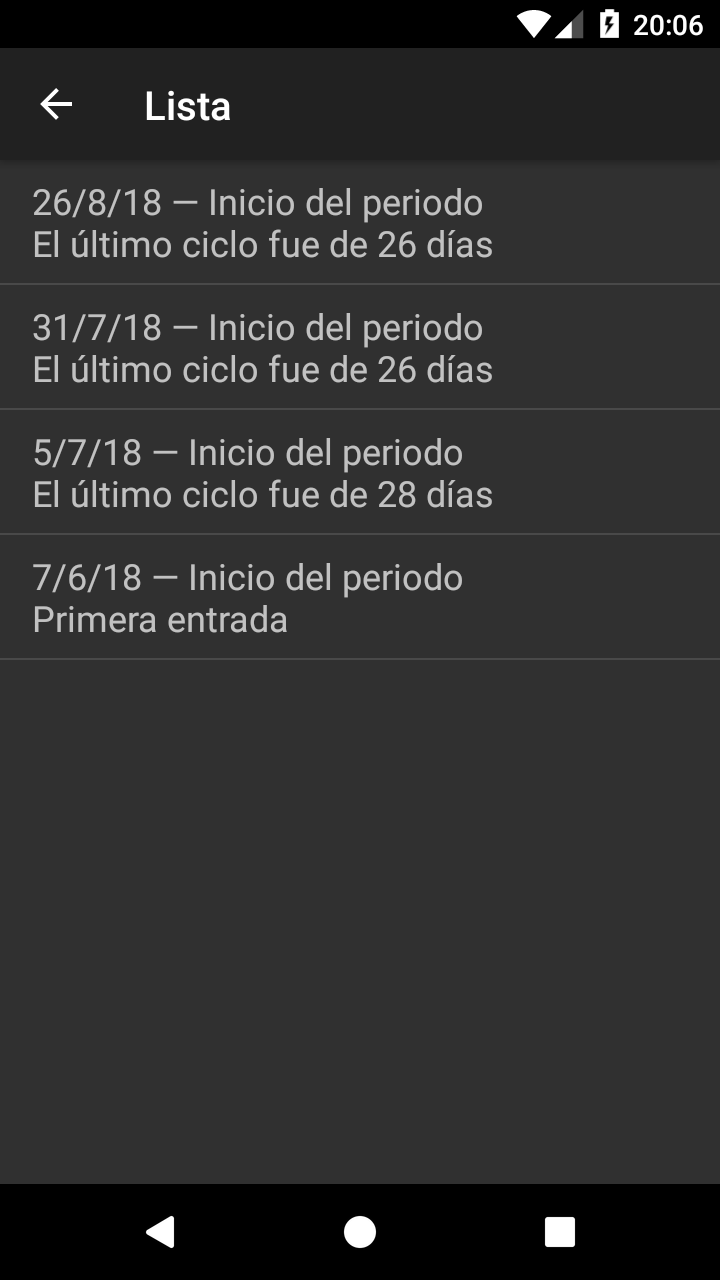 20:06
Lista
26/8/18 — Inicio del periodo
El último ciclo fue de 26 días
31/7/18 — Inicio del periodo
El último ciclo fue de 26 días
5/7/18 — Inicio del periodo
El último ciclo fue de 28 días
7/6/18 — Inicio del periodo
Primera entrada